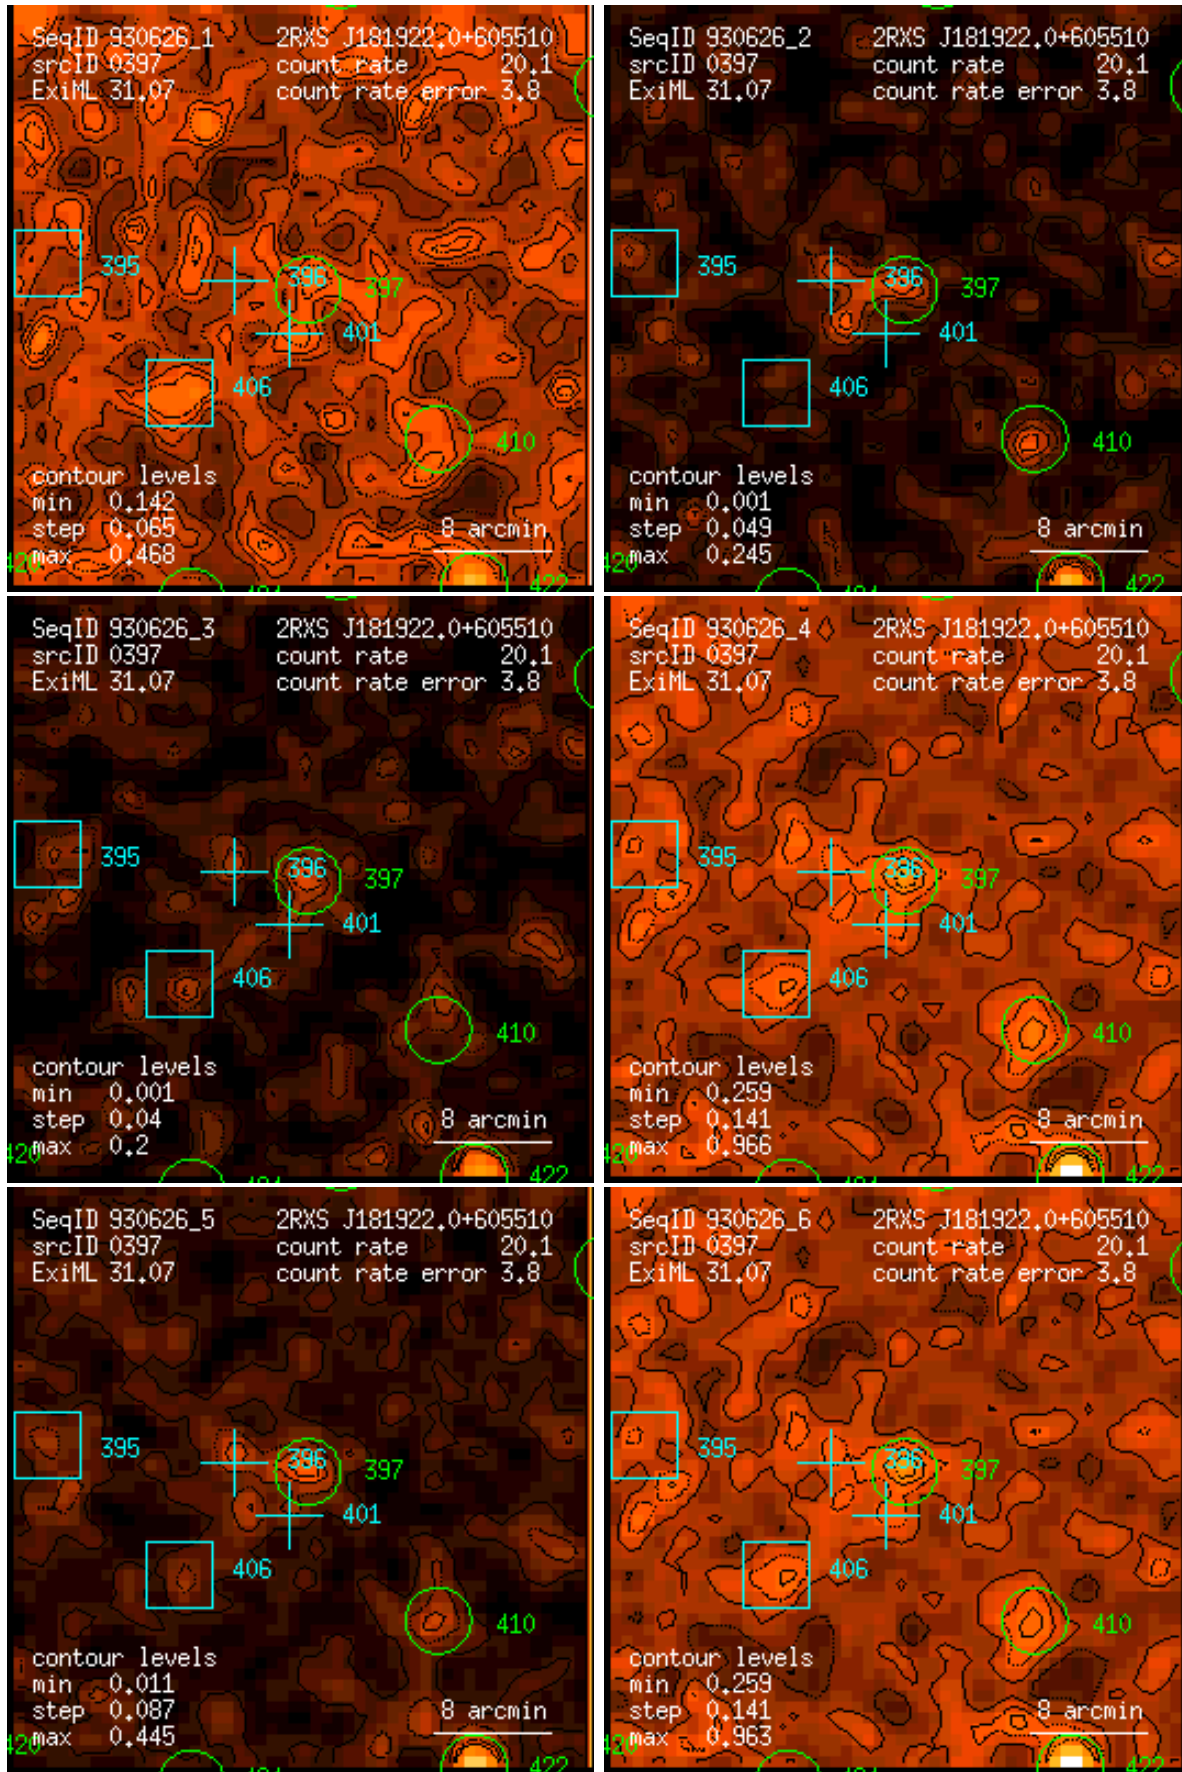 SeqID 930626_1 2RXS J181922.0+605510
srcID 0397 count rate 20.1
ExiML 31.07 count rate error 3.8
395
396
397
401
406
410
contour levels
min 0.142
step 0.065
max 0.468
8 arcmin
420
422
SeqID 930626_2 2RXS J181922.0+605510
srcID 0397 count rate 20.1
ExiML 31.07 count rate error 3.8
395
396
397
401
406
410
contour levels
min 0.001
step 0.049
max 0.245
8 arcmin
420
422
SeqID 930626_3 2RXS J181922.0+605510
srcID 0397 count rate 20.1
ExiML 31.07 count rate error 3.8
395
396
397
401
406
410
contour levels
min 0.001
step 0.04
max 0.2
8 arcmin
420
422
SeqID 930626_4 2RXS J181922.0+605510
srcID 0397 count rate 20.1
ExiML 31.07 count rate error 3.8
395
396
397
401
406
410
contour levels
min 0.259
step 0.141
max 0.966
8 arcmin
420
422
SeqID 930626_5 2RXS J181922.0+605510
srcID 0397 count rate 20.1
ExiML 31.07 count rate error 3.8
395
396
397
401
406
410
contour levels
min 0.011
step 0.087
max 0.445
8 arcmin
420
422
SeqID 930626_6 2RXS J181922.0+605510
srcID 0397 count rate 20.1
ExiML 31.07 count rate error 3.8
395
396
397
401
406
410
contour levels
min 0.259
step 0.141
max 0.963
8 arcmin
420
422